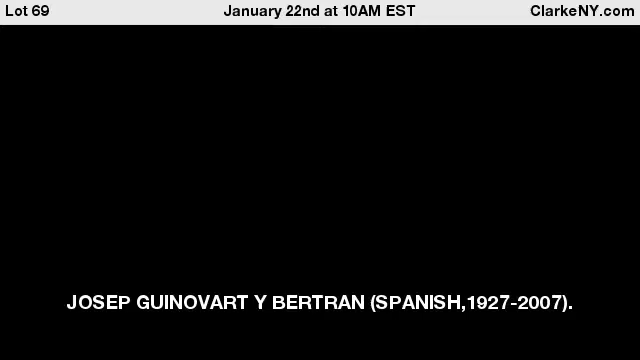 Lot 69 January 22nd at 10AM EST ClarkeNY.com
JOSEP GUINOVART Y BERTRAN (SPANISH,1927-2007).